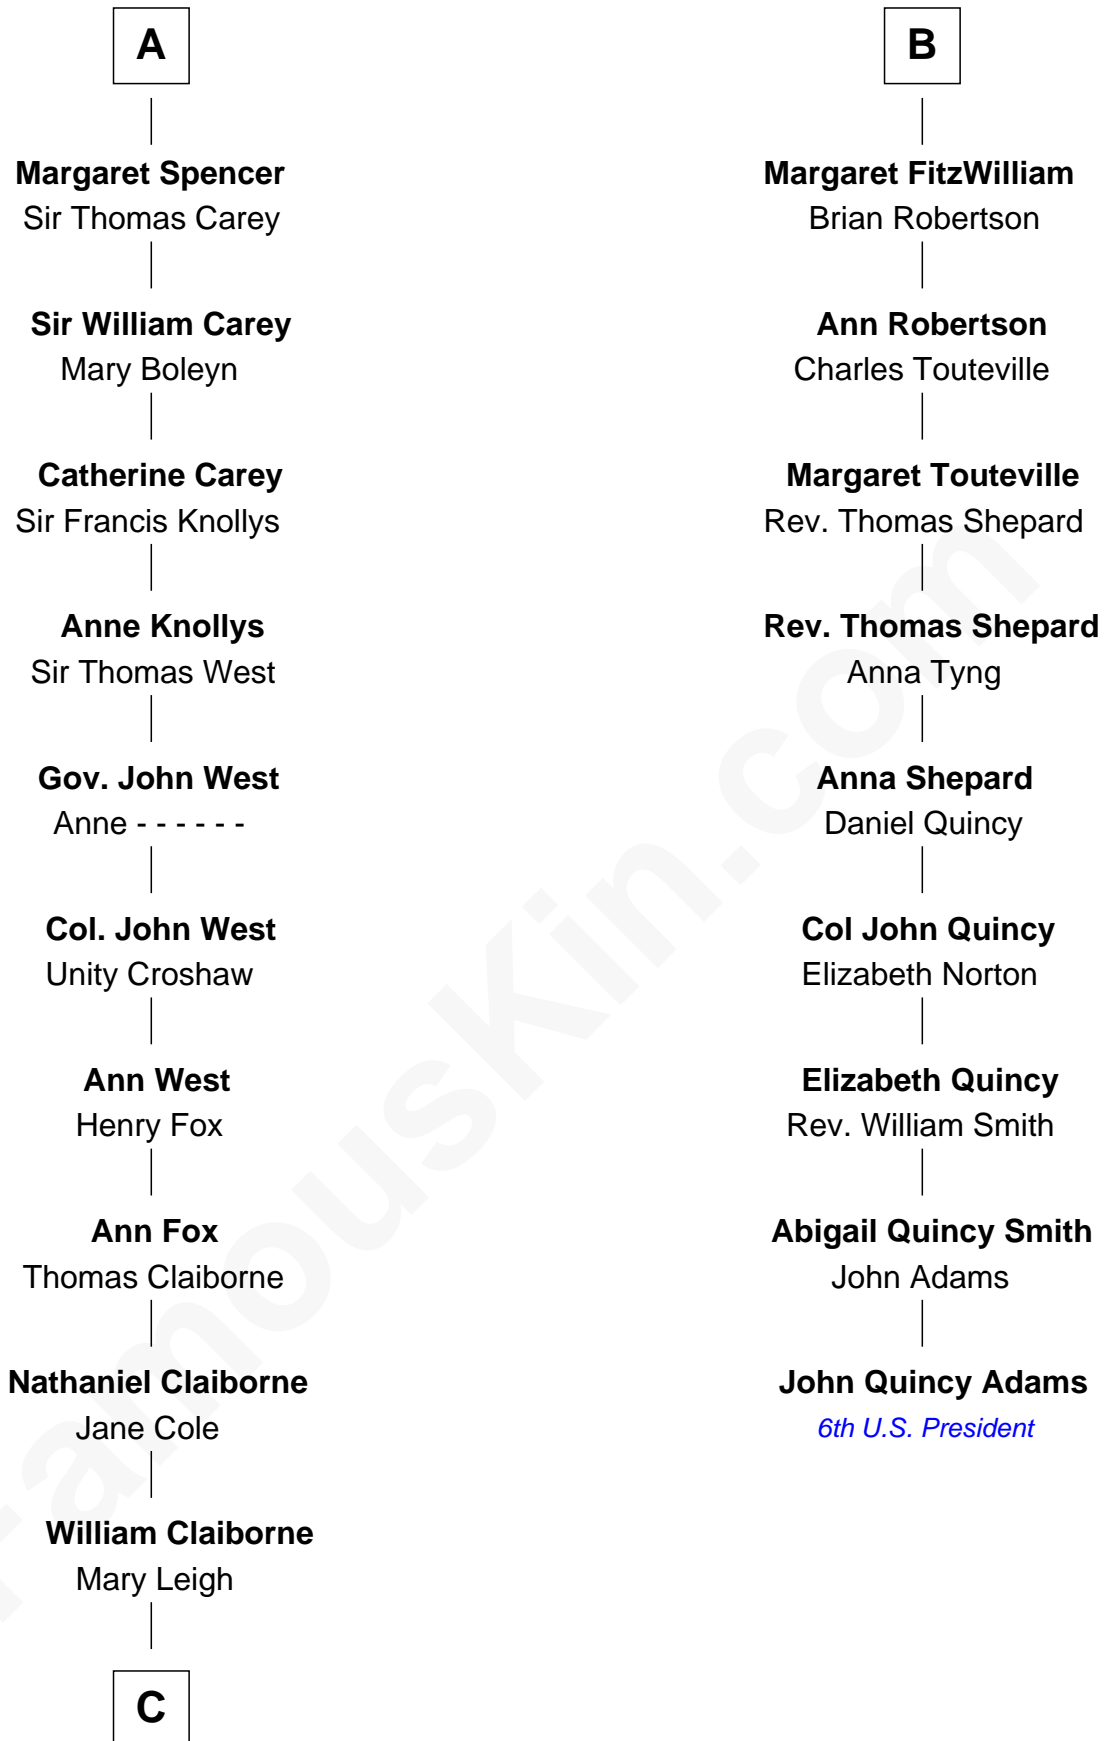 A
Margaret Spencer
Sir Thomas Carey
Sir William Carey
Mary Boleyn
Catherine Carey
Sir Francis Knollys
Anne Knollys
Sir Thomas West
Gov. John West
Anne - - - - - -
Col. John West
Unity Croshaw
Ann West
Henry Fox
Ann Fox
Thomas Claiborne
Nathaniel Claiborne
Jane Cole
William Claiborne
Mary Leigh
C
B
Margaret FitzWilliam
Brian Robertson
Ann Robertson
Charles Touteville
Margaret Touteville
Rev. Thomas Shepard
Rev. Thomas Shepard
Anna Tyng
Anna Shepard
Daniel Quincy
Col John Quincy
Elizabeth Norton
Elizabeth Quincy
Rev. William Smith
Abigail Quincy Smith
John Adams
John Quincy Adams
6th U.S. President
FamousKin.com